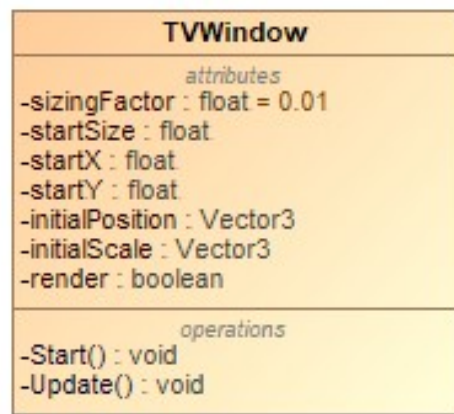 TVWindow
attributes
-sizingFactor : float = 0.01
-startSize : float
-startX : float
-startY : float
-initialPosition : Vector3
-initialScale : Vector3
-render : boolean
operations
-Start() : void
-Update() : void